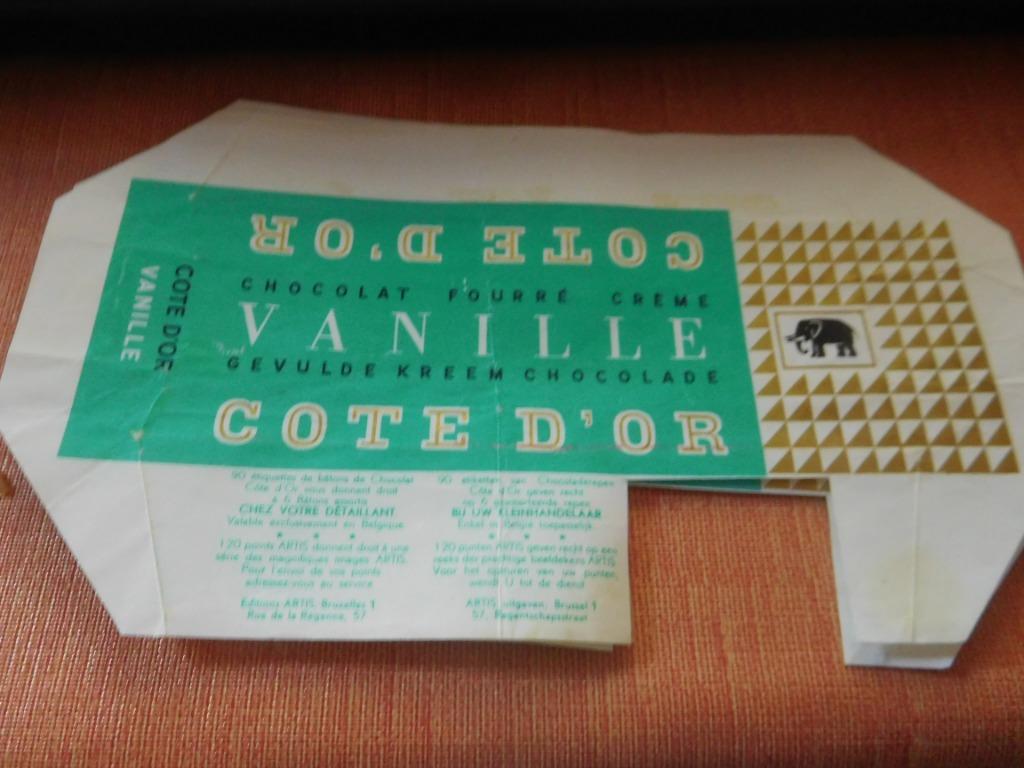 COTE D'OR
CHOCOLAT FOURRÉ CRÈME
VANILLE
GEVULDE KREEM CHOCOLADE
COTE D'OR
COTE D'OR
VANILLE
90 étiquettes de bâtons de Chocolat
Côte d'Or vous donnent droit
à 6 Bâtons assortis
CHEZ VOTRE DÉTAILLANT
Valable exclusivement en Belgique
120 points ARTIS donnent droit à une
série des magnifiques images ARTIS.
Pour l'envoi de vos points
adressez-vous au service
Éditions ARTIS, Bruxelles 1
Rue de la Régence, 57
90 etiketten van Chocoladerepen
Côte d'Or geven recht
op 6 gesorteerde repen
BIJ UW KLEINHANDELAAR
Enkel in België toepasselijk
120 punten ARTIS geven recht op een
reeks der prachtige beeldekens ARTIS
Voor het opsturen van uw punten,
wendt U tot de dienst
ARTIS uitgaven, Brussel 1
57, Regentschapsstraat